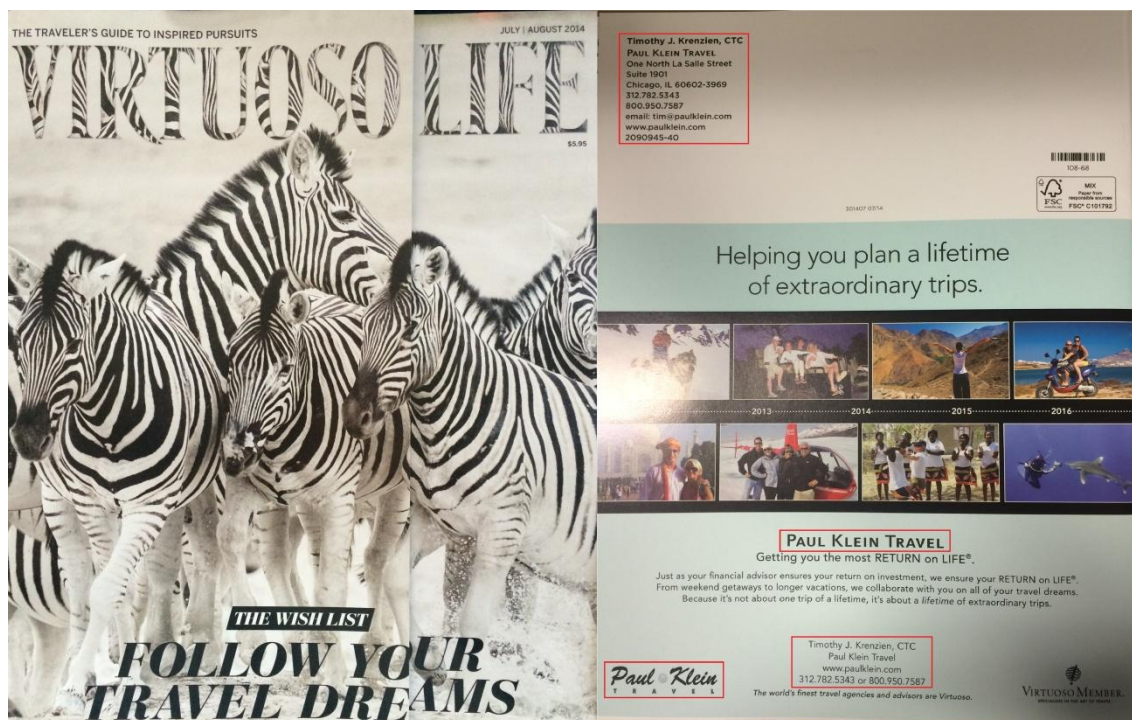 THE TRAVELER'S GUIDE TO INSPIRED PURSUITS
JULY | AUGUST 2014
VIRTUOSO LIFE
$5.95
THE WISH LIST
FOLLOW YOUR
TRAVEL DREAMS
Timothy J. Krenzien, CTC
PAUL KLEIN TRAVEL
One North La Salle Street
Suite 1901
Chicago, IL 60602-3969
312.782.5343
800.950.7587
email: tim@paulklein.com
www.paulklein.com
2090945-40
108-68
FSC
MIX
Paper from
responsible sources
FSC® C101792
301407 0314
Helping you plan a lifetime
of extraordinary trips.
2013 2014 2015 2016
PAUL KLEIN TRAVEL
Getting you the most RETURN on LIFE®.
Just as your financial advisor ensures your return on investment, we ensure your RETURN on LIFE®.
From weekend getaways to longer vacations, we collaborate with you on all of your travel dreams.
Because it's not about one trip of a lifetime, it's about a lifetime of extraordinary trips.
Timothy J. Krenzien, CTC
Paul Klein Travel
www.paulklein.com
312.782.5343 or 800.950.7587
Paul Klein
TRAVEL
The world's finest travel agencies and advisors are Virtuoso.
VIRTUOSO MEMBER.
SPECIALISTS IN THE ART OF TRAVEL